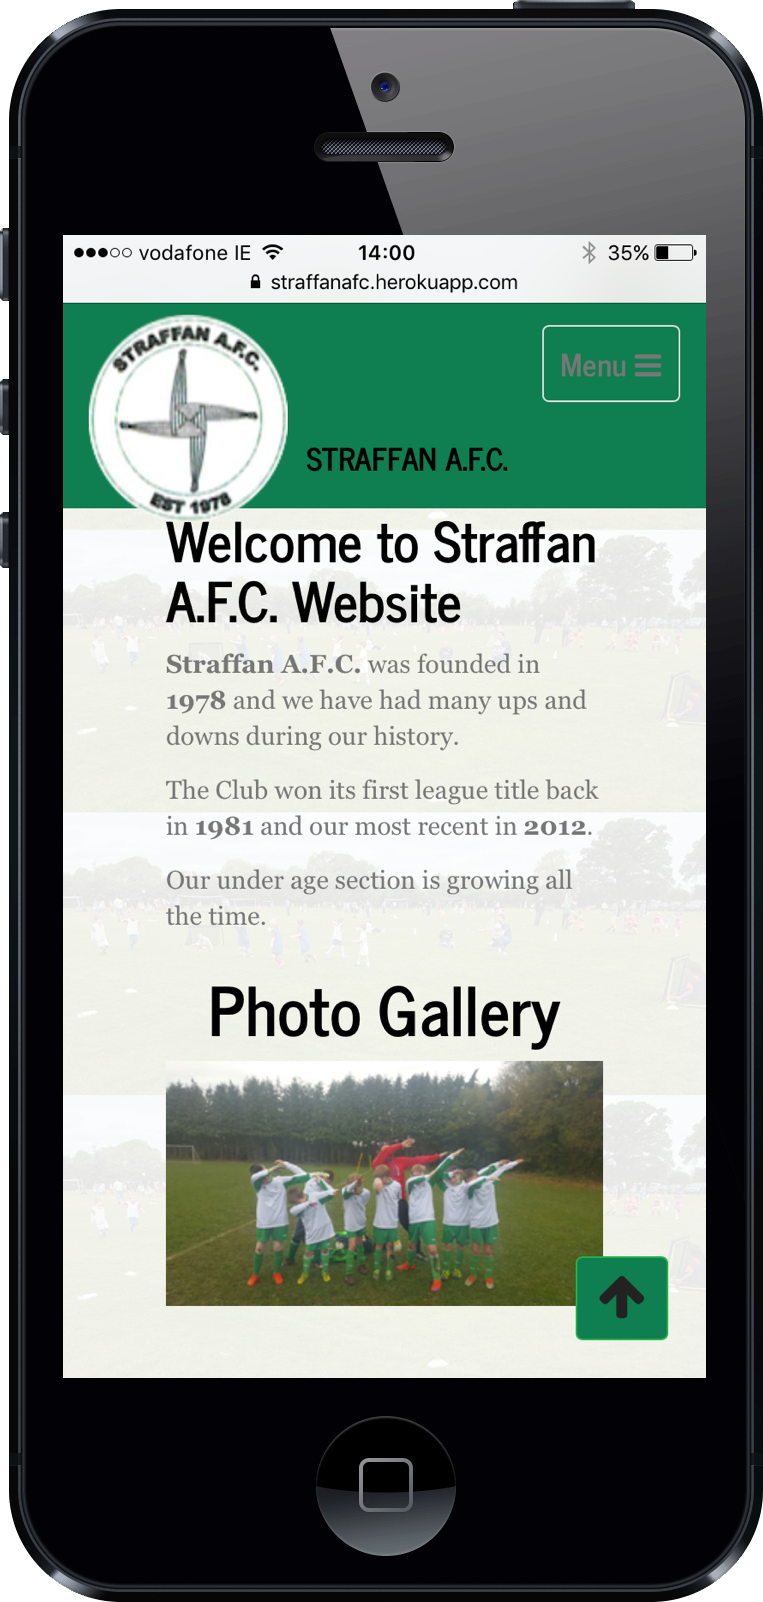 vodafone IE 14:00 35%
straffanafc.herokuapp.com
STRAFFAN A.F.C.
EST 1978
Menu
STRAFFAN A.F.C.
Welcome to Straffan
A.F.C. Website
Straffan A.F.C. was founded in
1978 and we have had many ups and
downs during our history.
The Club won its first league title back
in 1981 and our most recent in 2012.
Our under age section is growing all
the time.
Photo Gallery